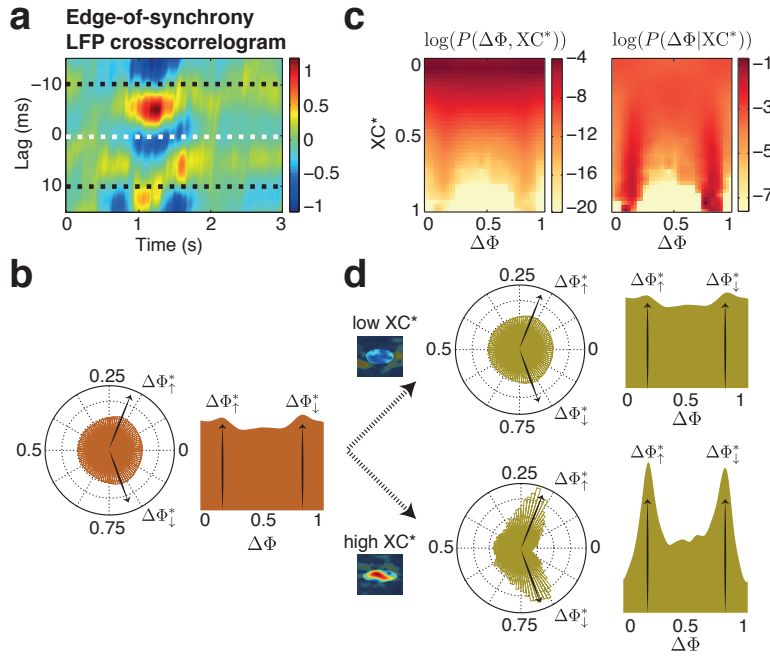 a
Edge-of-synchrony
LFP crosscorrelogram
Lag (ms)
-10
0
10
0
1
2
3
Time (s)
1
0.5
0
−0.5
−1
c
log(P(ΔΦ, XC*))
log(P(ΔΦ|XC*))
XC*
0
0.5
1
0
0.5
1
ΔΦ
−4
−8
−12
−16
−20
0
0.5
1
ΔΦ
−1
−3
−5
−7
b
0.25
0.5
0
0.75
ΔΦ↑*
ΔΦ↓*
ΔΦ↑*
ΔΦ↓*
0
0.5
1
ΔΦ
d
low XC*
0.25
0.5
0
0.75
ΔΦ↑*
ΔΦ↓*
ΔΦ↑*
ΔΦ↓*
0
0.5
1
ΔΦ
high XC*
0.25
0.5
0
0.75
ΔΦ↑*
ΔΦ↓*
ΔΦ↑*
ΔΦ↓*
0
0.5
1
ΔΦ